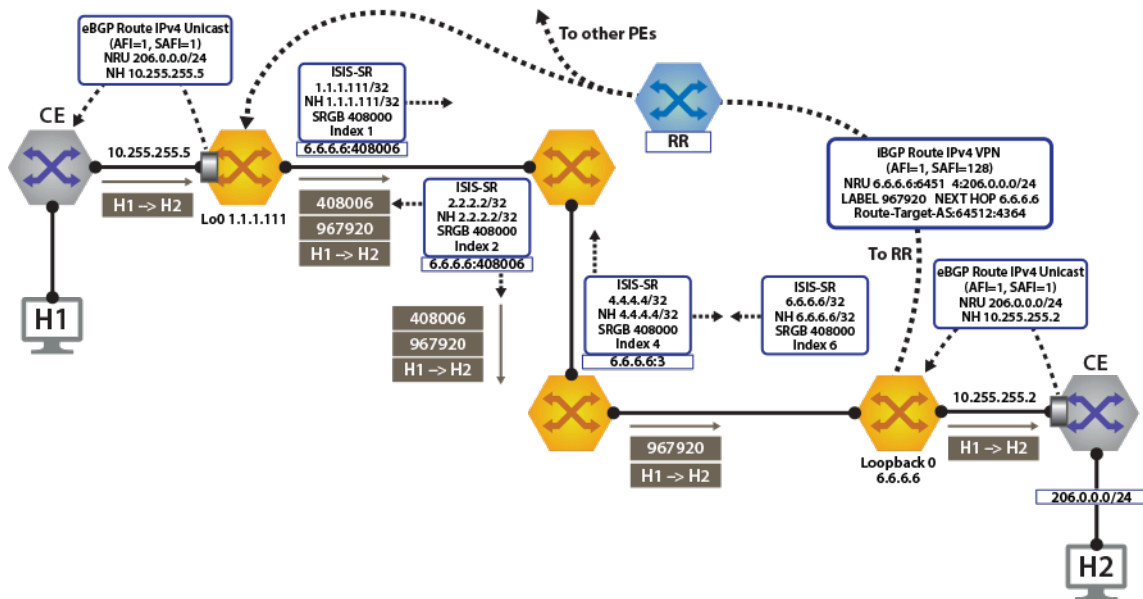 eBGP Route IPv4 Unicast
(AFI=1, SAFI=1)
NRU 206.0.0.0/24
NH 10.255.255.5
To other PEs
ISIS-SR
1.1.1.111/32
NH 1.1.1.111/32
SRGB 408000
Index 1
6.6.6.6:408006
CE
10.255.255.5
H1 --> H2
Lo0 1.1.1.111
RR
iBGP Route IPv4 VPN
(AFI=1, SAFI=128)
NRU 6.6.6.6:6451 4:206.0.0.0/24
LABEL 967920 NEXT HOP 6.6.6.6
Route-Target-AS:64512:4364
408006
967920
H1 --> H2
ISIS-SR
2.2.2.2/32
NH 2.2.2.2/32
SRGB 408000
Index 2
6.6.6.6:408006
To RR
H1
408006
967920
H1 --> H2
ISIS-SR
4.4.4.4/32
NH 4.4.4.4/32
SRGB 408000
Index 4
6.6.6.6:3
ISIS-SR
6.6.6.6/32
NH 6.6.6.6/32
SRGB 408000
Index 6
eBGP Route IPv4 Unicast
(AFI=1, SAFI=1)
NRU 206.0.0.0/24
NH 10.255.255.2
CE
10.255.255.2
967920
H1 --> H2
Loopback 0
6.6.6.6
H1 --> H2
206.0.0.0/24
H2